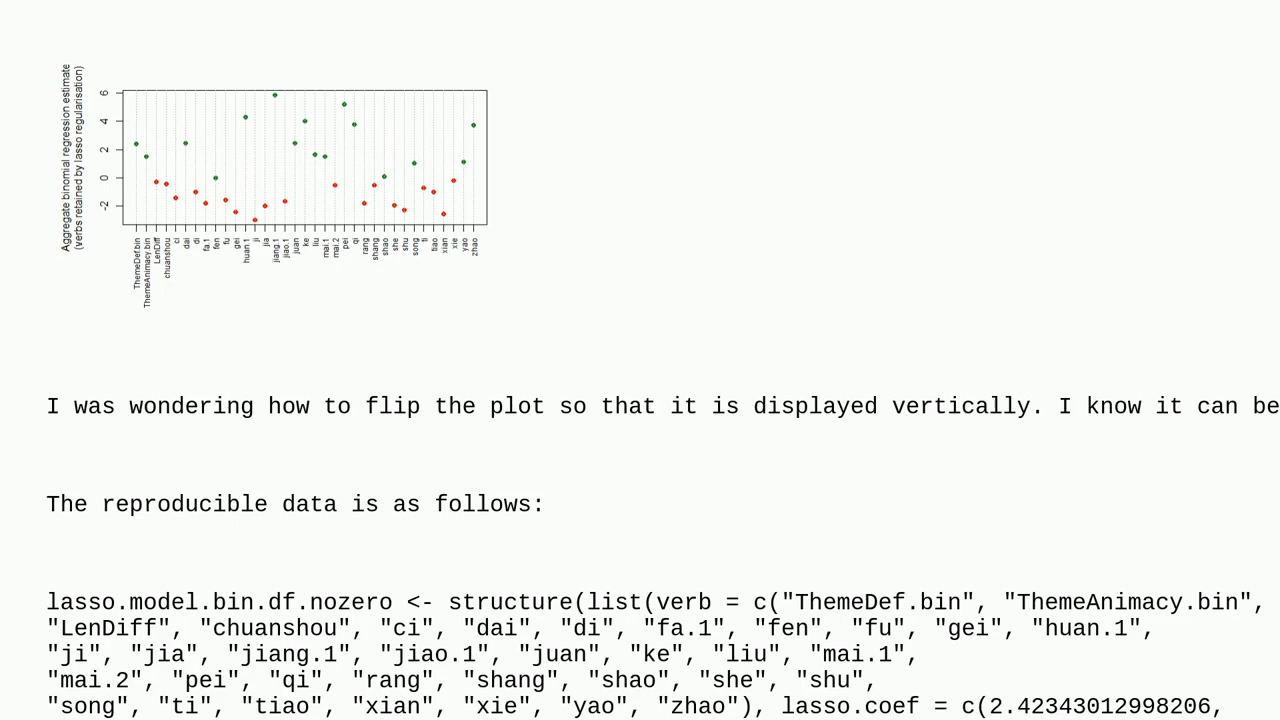 Aggregate binomial regression estimate
(verbs retained by lasso regularisation)
6
4
2
0
-2
ThemeDef.bin
ThemeAnimacy.bin
LenDiff
chuanshou
ci
dai
di
fa.1
fen
fu
gei
huan.1
ji
jia
jiang.1
jiao.1
juan
ke
liu
mai.1
mai.2
pei
qi
rang
shang
shao
she
shu
song
ti
tiao
xian
xie
yao
zhao
I was wondering how to flip the plot so that it is displayed vertically. I know it can be
The reproducible data is as follows:
lasso.model.bin.df.nozero <- structure(list(verb = c("ThemeDef.bin", "ThemeAnimacy.bin",
"LenDiff", "chuanshou", "ci", "dai", "di", "fa.1", "fen", "fu", "gei", "huan.1",
"ji", "jia", "jiang.1", "jiao.1", "juan", "ke", "liu", "mai.1",
"mai.2", "pei", "qi", "rang", "shang", "shao", "she", "shu",
"song", "ti", "tiao", "xian", "xie", "yao", "zhao"), lasso.coef = c(2.42343012998206,